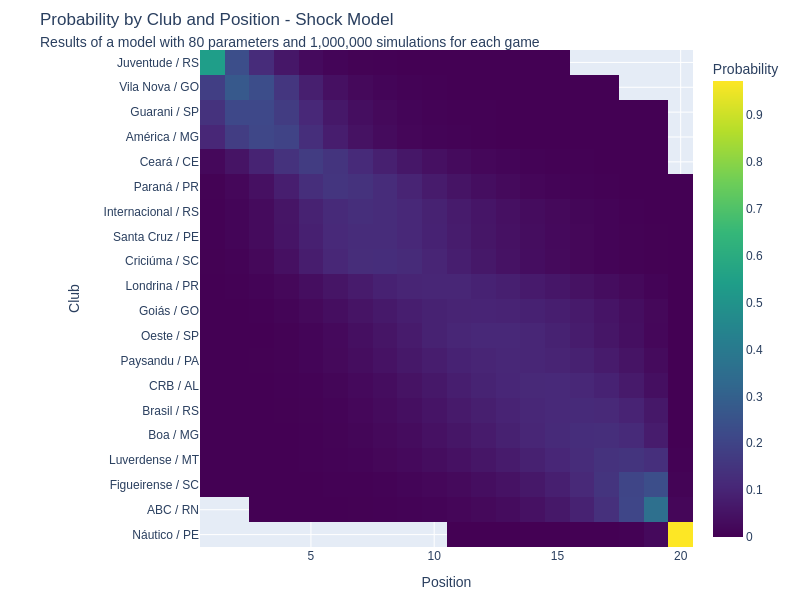 Probability by Club and Position - Shock Model
Results of a model with 80 parameters and 1,000,000 simulations for each game
Probability
Juventude / RS
Vila Nova / GO
Guarani / SP
América / MG
Ceará / CE
Paraná / PR
Internacional / RS
Santa Cruz / PE
Criciúma / SC
Londrina / PR
Goiás / GO
Oeste / SP
Paysandu / PA
CRB / AL
Brasil / RS
Boa / MG
Luverdense / MT
Figueirense / SC
ABC / RN
Náutico / PE
Club
5
10
15
20
Position
0.9
0.8
0.7
0.6
0.5
0.4
0.3
0.2
0.1
0